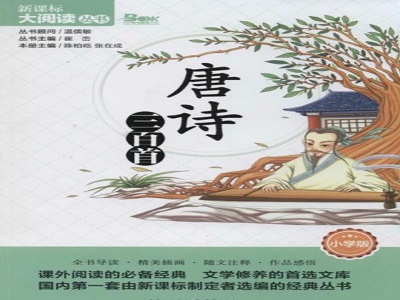 新课标
大阅读丛书
丛书顾问／温儒敏
丛书主编／崔峦
本册主编／陈柏屹 张在成
唐诗
三百首
小学版
全书导读·精美插画·随文注释·作品感悟
课外阅读的必备经典 文学修养的首选文库
国内第一套由新课标制定者选编的经典丛书